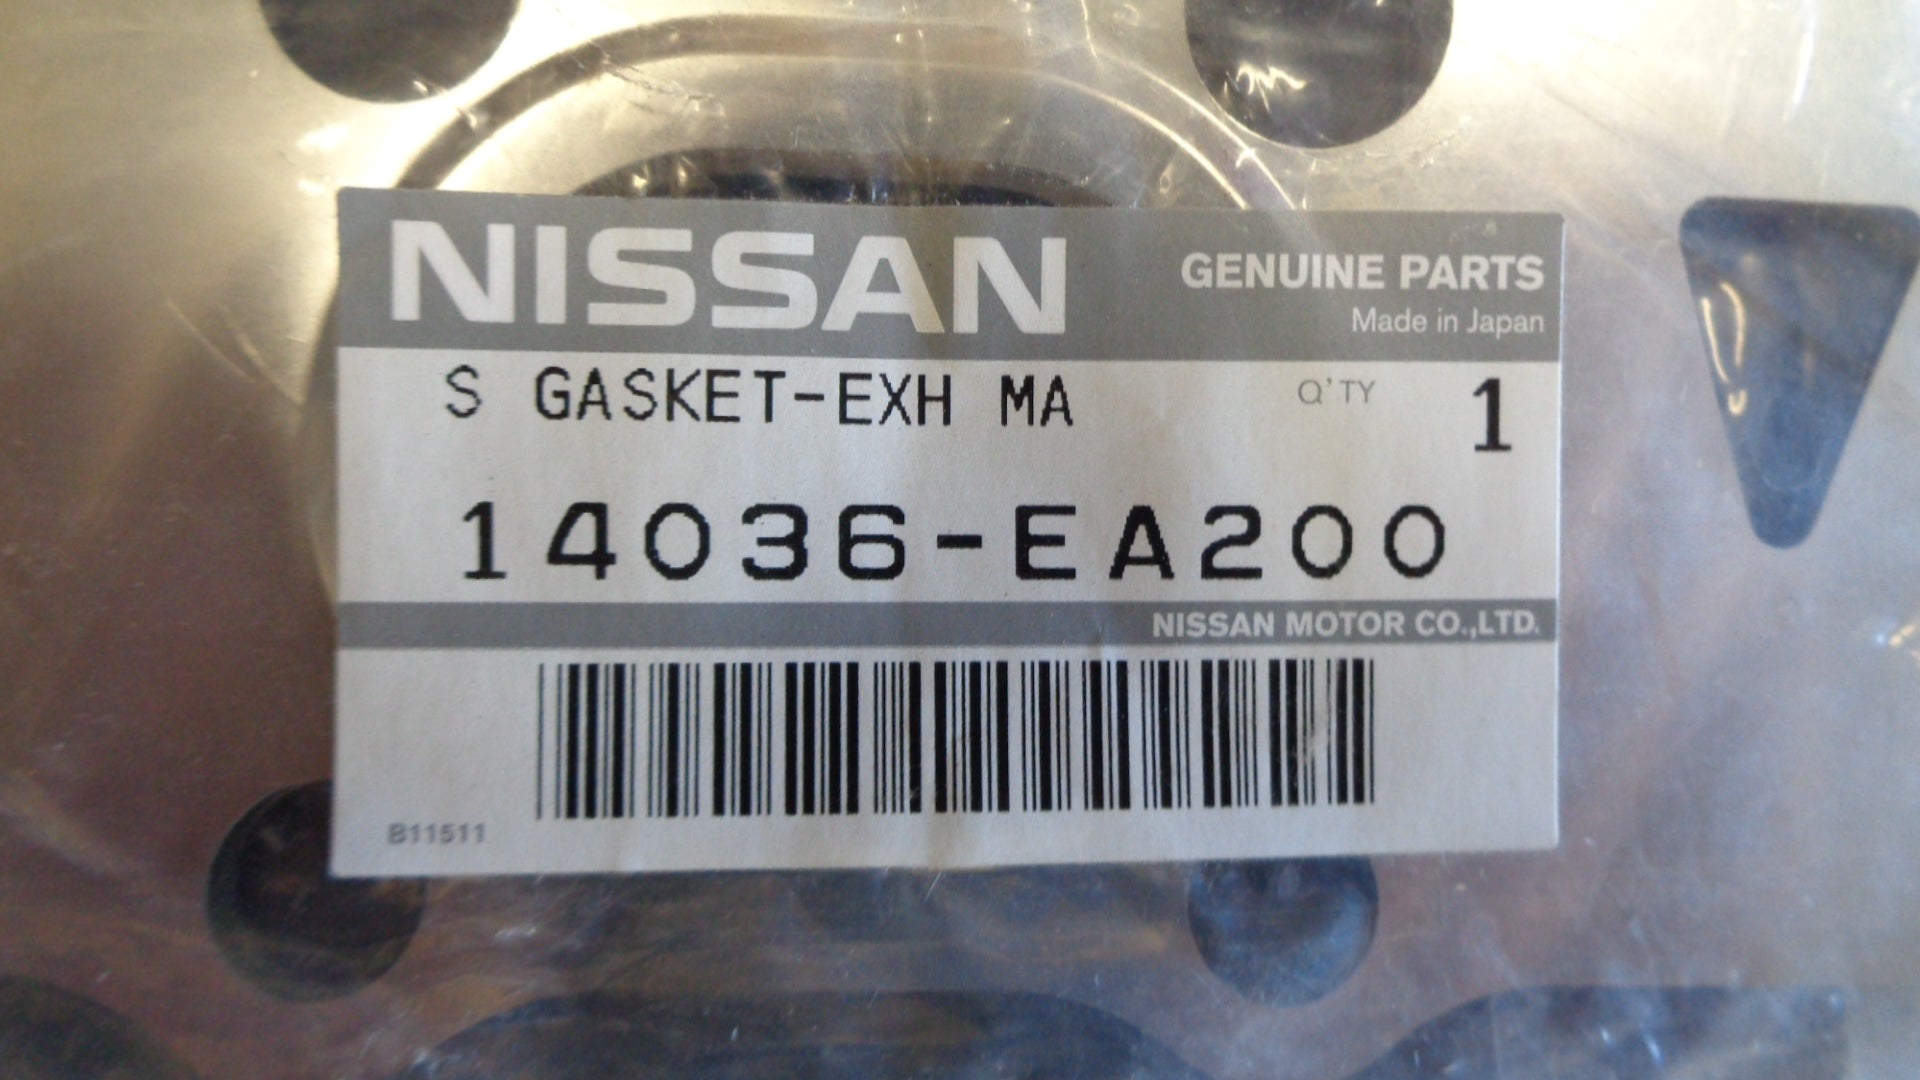 NISSAN
GENUINE PARTS
Made in Japan
S GASKET-EXH MA
Q'TY 1
14036-EA200
NISSAN MOTOR CO.,LTD.
B11511